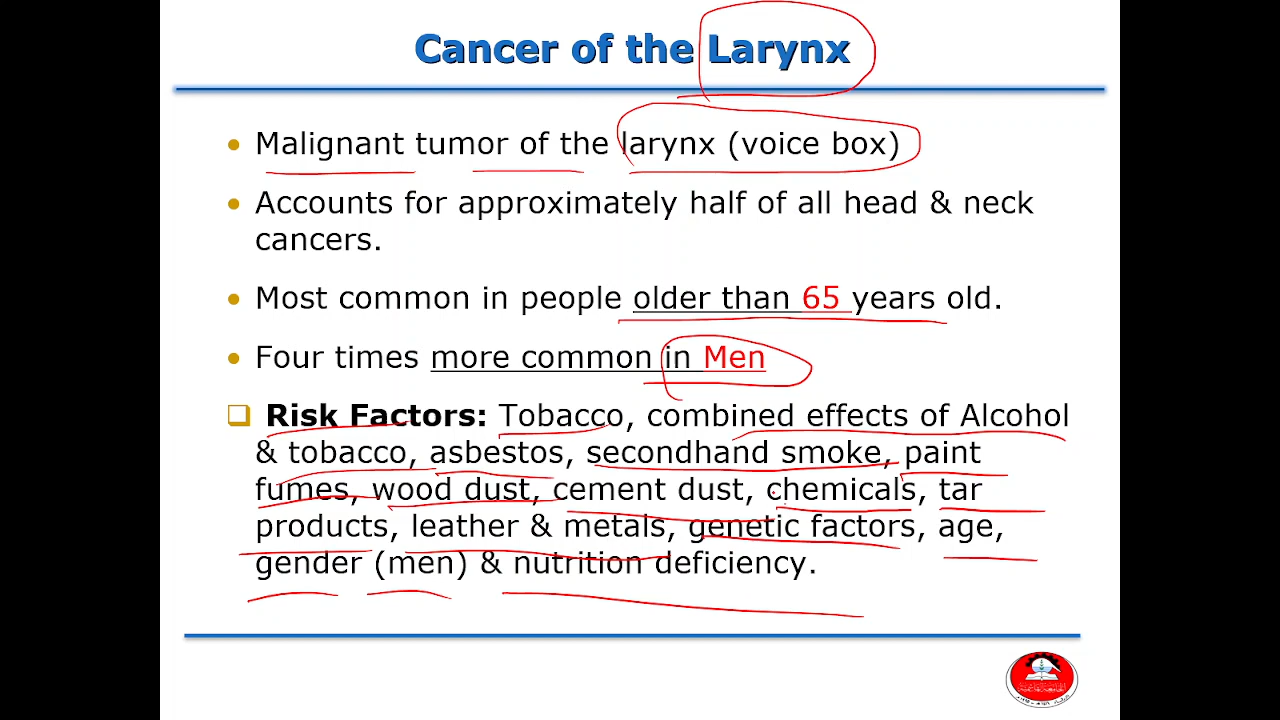 Cancer of the Larynx
• Malignant tumor of the larynx (voice box)
• Accounts for approximately half of all head & neck
cancers.
• Most common in people older than 65 years old.
• Four times more common in Men
❑ Risk Factors: Tobacco, combined effects of Alcohol
& tobacco, asbestos, secondhand smoke, paint
fumes, wood dust, cement dust, chemicals, tar
products, leather & metals, genetic factors, age,
gender (men) & nutrition deficiency.